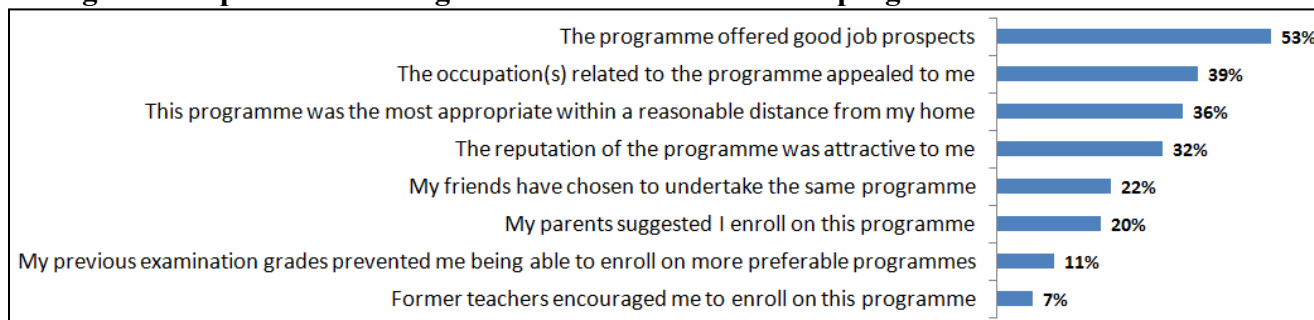 The programme offered good job prospects 53%
The occupation(s) related to the programme appealed to me 39%
This programme was the most appropriate within a reasonable distance from my home 36%
The reputation of the programme was attractive to me 32%
My friends have chosen to undertake the same programme 22%
My parents suggested I enroll on this programme 20%
My previous examination grades prevented me being able to enroll on more preferable programmes 11%
Former teachers encouraged me to enroll on this programme 7%